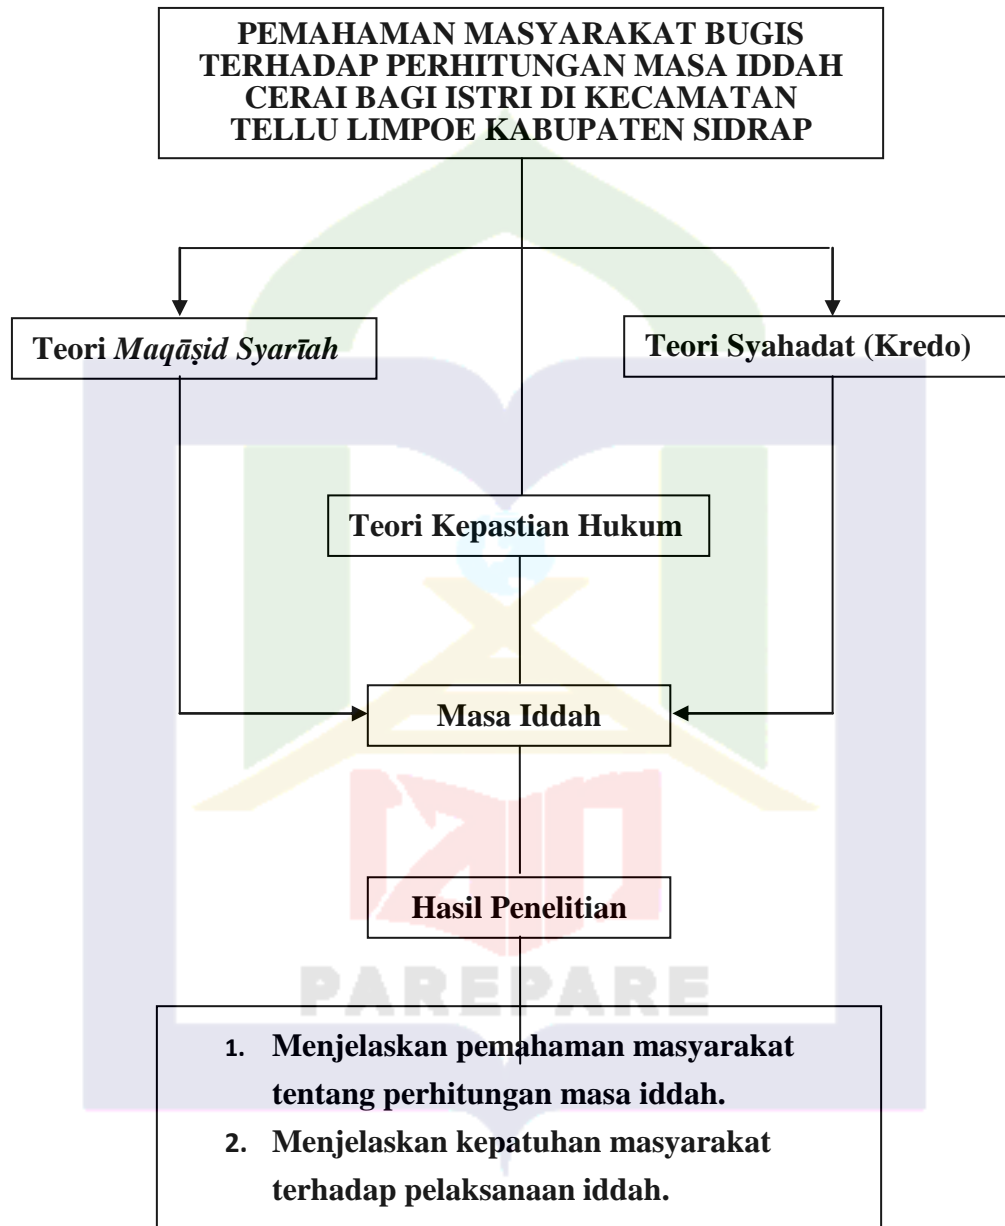 PEMAHAMAN MASYARAKAT BUGIS
TERHADAP PERHITUNGAN MASA IDDAH
CERAI BAGI ISTRI DI KECAMATAN
TELLU LIMPOE KABUPATEN SIDRAP
Teori Maqāṣid Syarīah
Teori Syahadat (Kredo)
Teori Kepastian Hukum
Masa Iddah
Hasil Penelitian
PAREPARE
1. Menjelaskan pemahaman masyarakat
tentang perhitungan masa iddah.
2. Menjelaskan kepatuhan masyarakat
terhadap pelaksanaan iddah.